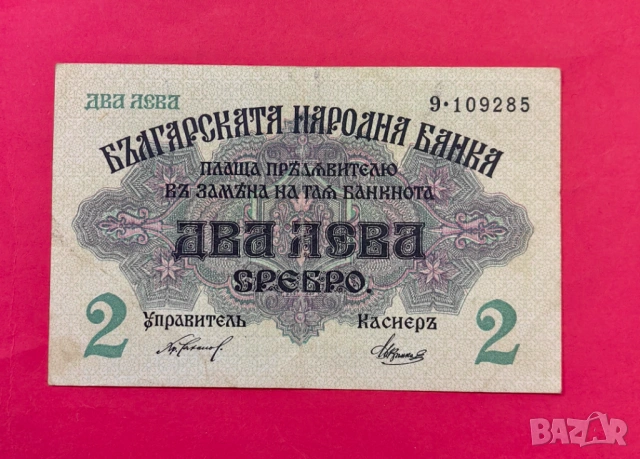 ДВА ЛЕВА
9•109285
БЪЛГАРСКАТА НАРОДНА БАНКА
ПЛАЩА ПРѢДЯВИТЕЛЮ
ВЪ ЗАМѢНА НА ТАЯ БАНКНОТА
ДВА ЛЕВА
СРЕБРО.
2 Управитель Касиеръ 2
BAZAR